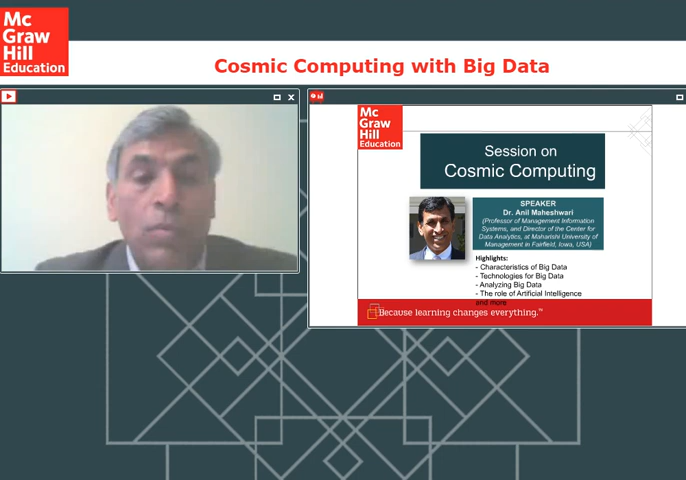 Mc
Graw
Hill
Education
Cosmic Computing with Big Data
Mc
Graw
Hill
Education
Session on
Cosmic Computing
SPEAKER
Dr. Anil Maheshwari
(Professor of Management Information
Systems, and Director of the Center for
Data Analytics, at Maharishi University of
Management in Fairfield, Iowa, USA)
Highlights:
- Characteristics of Big Data
- Technologies for Big Data
- Analyzing Big Data
- The role of Artificial Intelligence
and more
Because learning changes everything.™